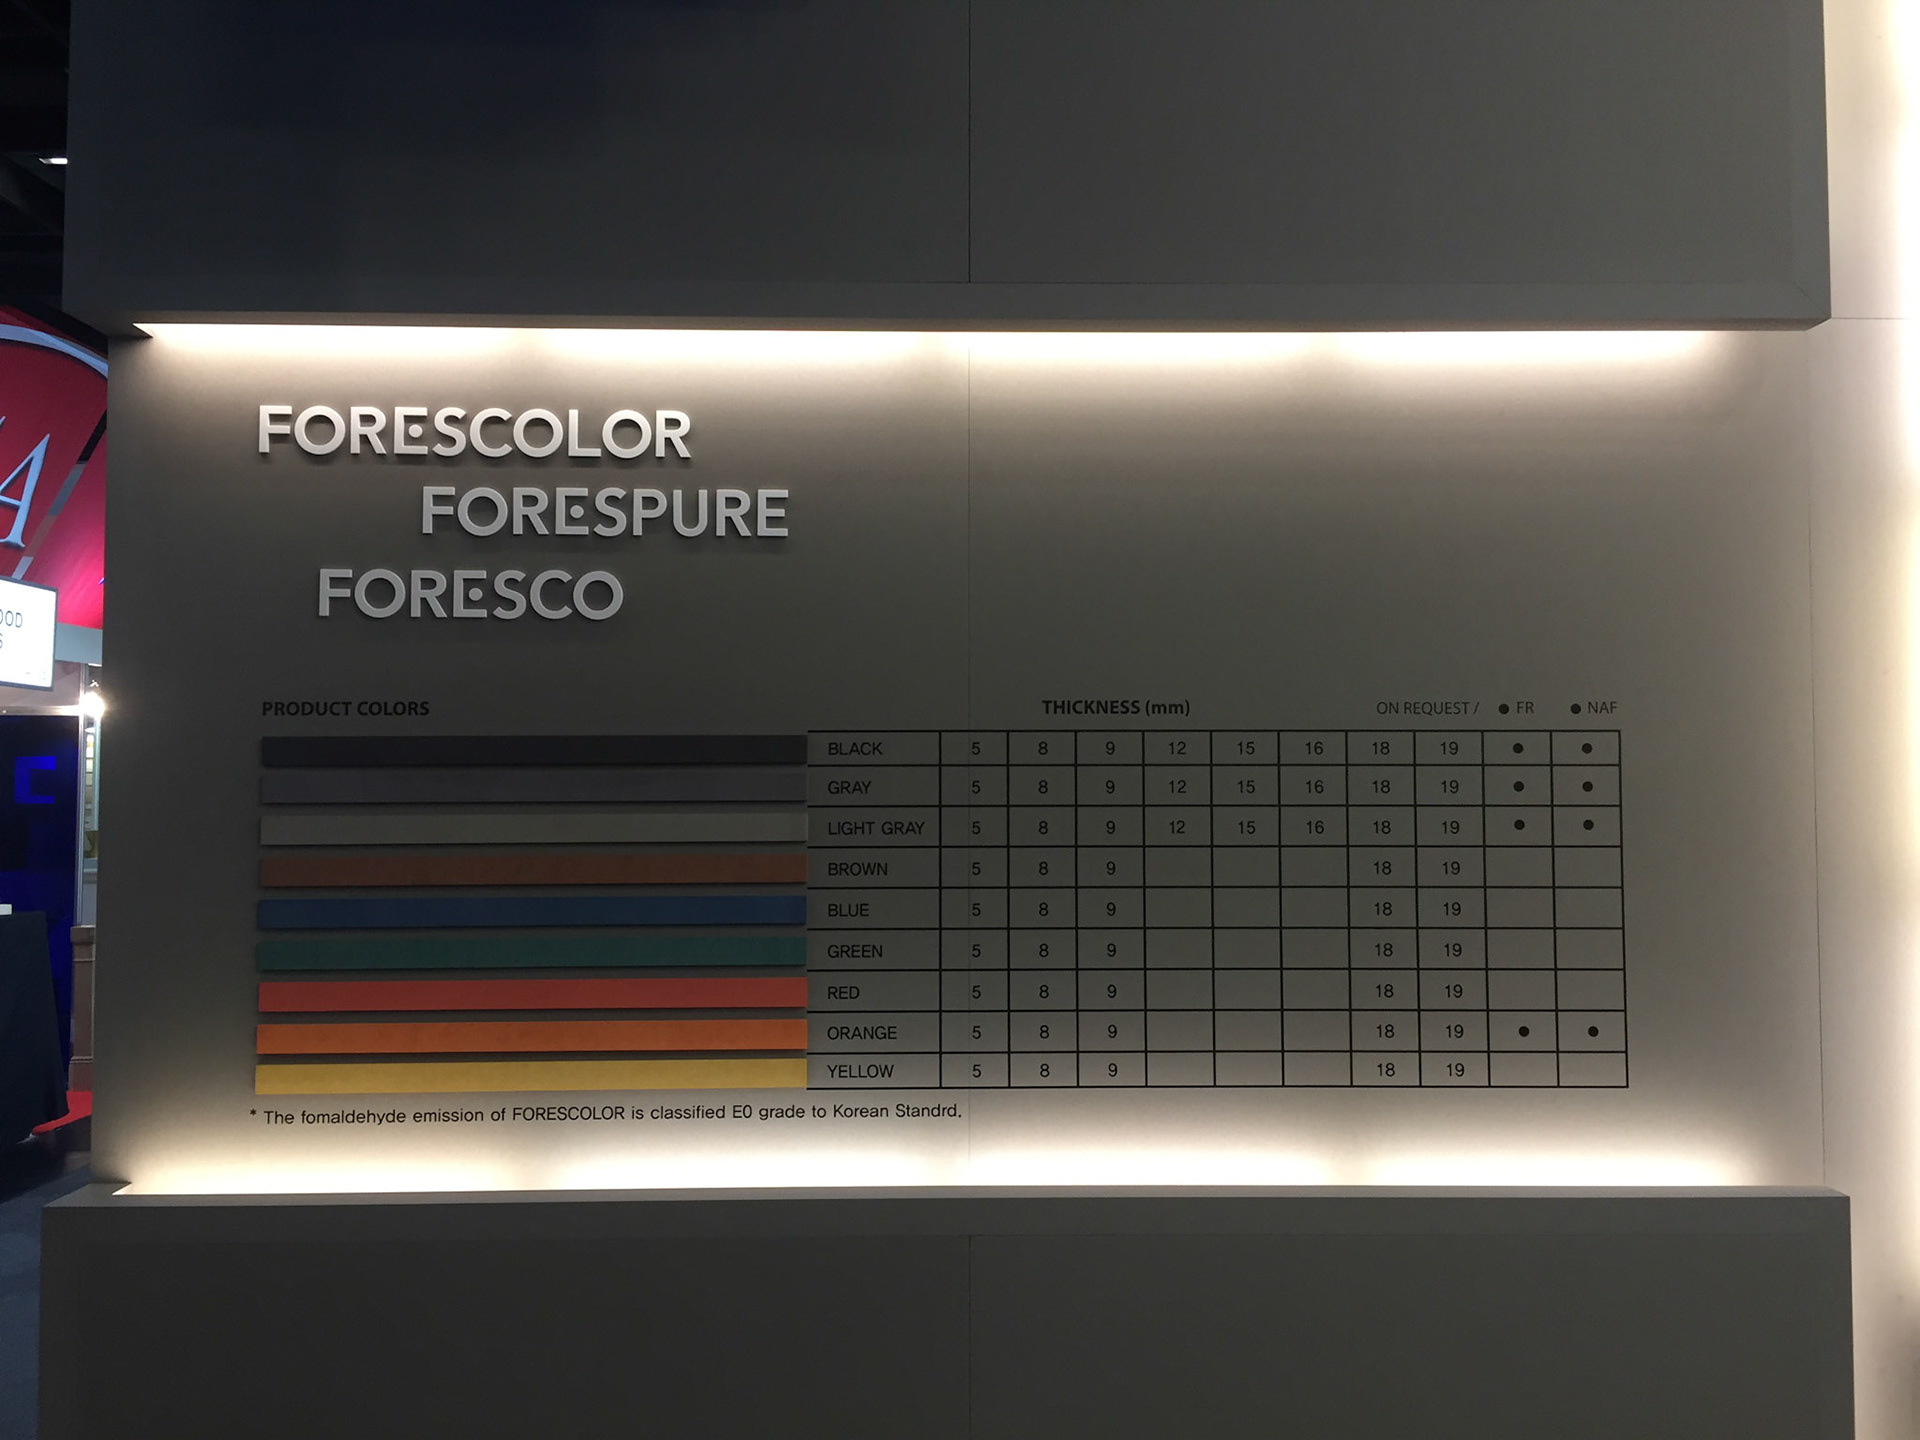 FORESCOLOR
FORESPURE
FORESCO
PRODUCT COLORS THICKNESS (mm) ON REQUEST / ● FR ● NAF
BLACK 5 8 9 12 15 16 18 19 ● ●
GRAY 5 8 9 12 15 16 18 19 ● ●
LIGHT GRAY 5 8 9 12 15 16 18 19 ● ●
BROWN 5 8 9 18 19
BLUE 5 8 9 18 19
GREEN 5 8 9 18 19
RED 5 8 9 18 19
ORANGE 5 8 9 18 19 ● ●
YELLOW 5 8 9 18 19
* The fomaldehyde emission of FORESCOLOR is classified E0 grade to Korean Standrd.
A
OOD
S